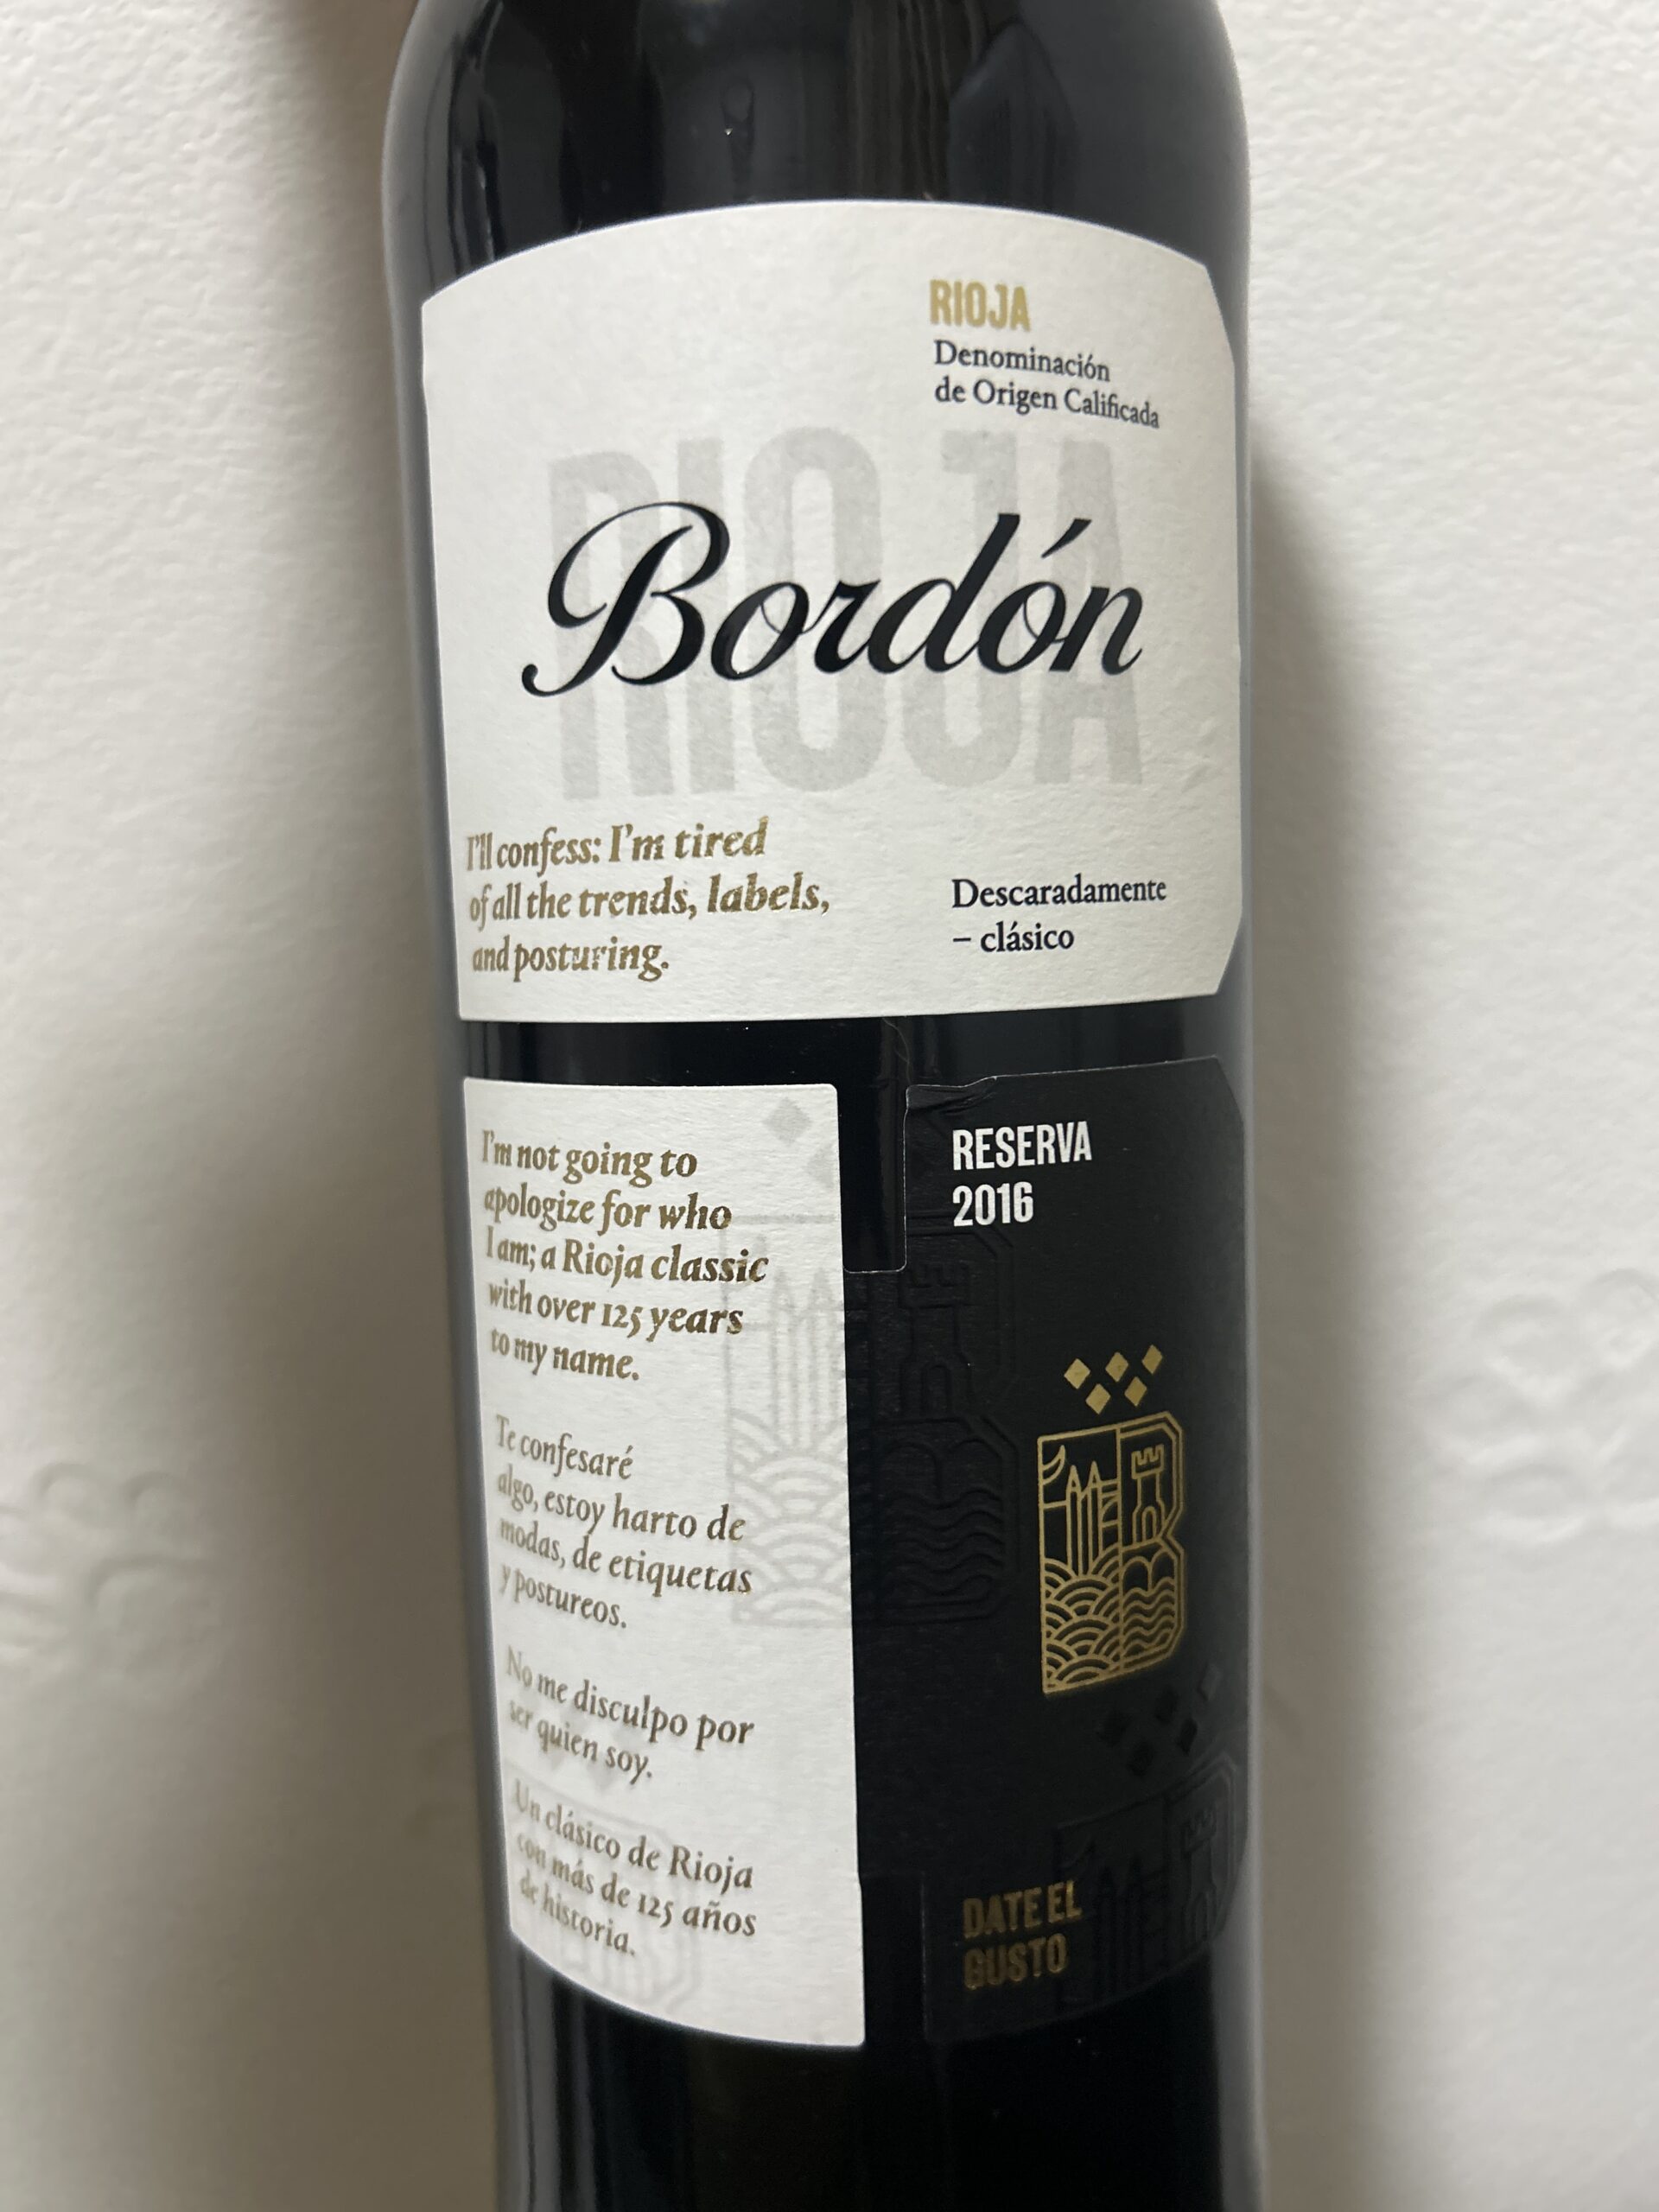 RIOJA
Denominación
de Origen Calificada
RIOJA
Bordón
I'll confess: I'm tired
of all the trends, labels,
and posturing.
Descaradamente
– clásico
I'm not going to
apologize for who
I am; a Rioja classic
with over 125 years
to my name.
Te confesaré
algo, estoy harto de
modas, de etiquetas
y postureos.
No me disculpo por
ser quien soy.
Un clásico de Rioja
con más de 125 años
de historia.
RESERVA
2016
DATE EL
GUSTO